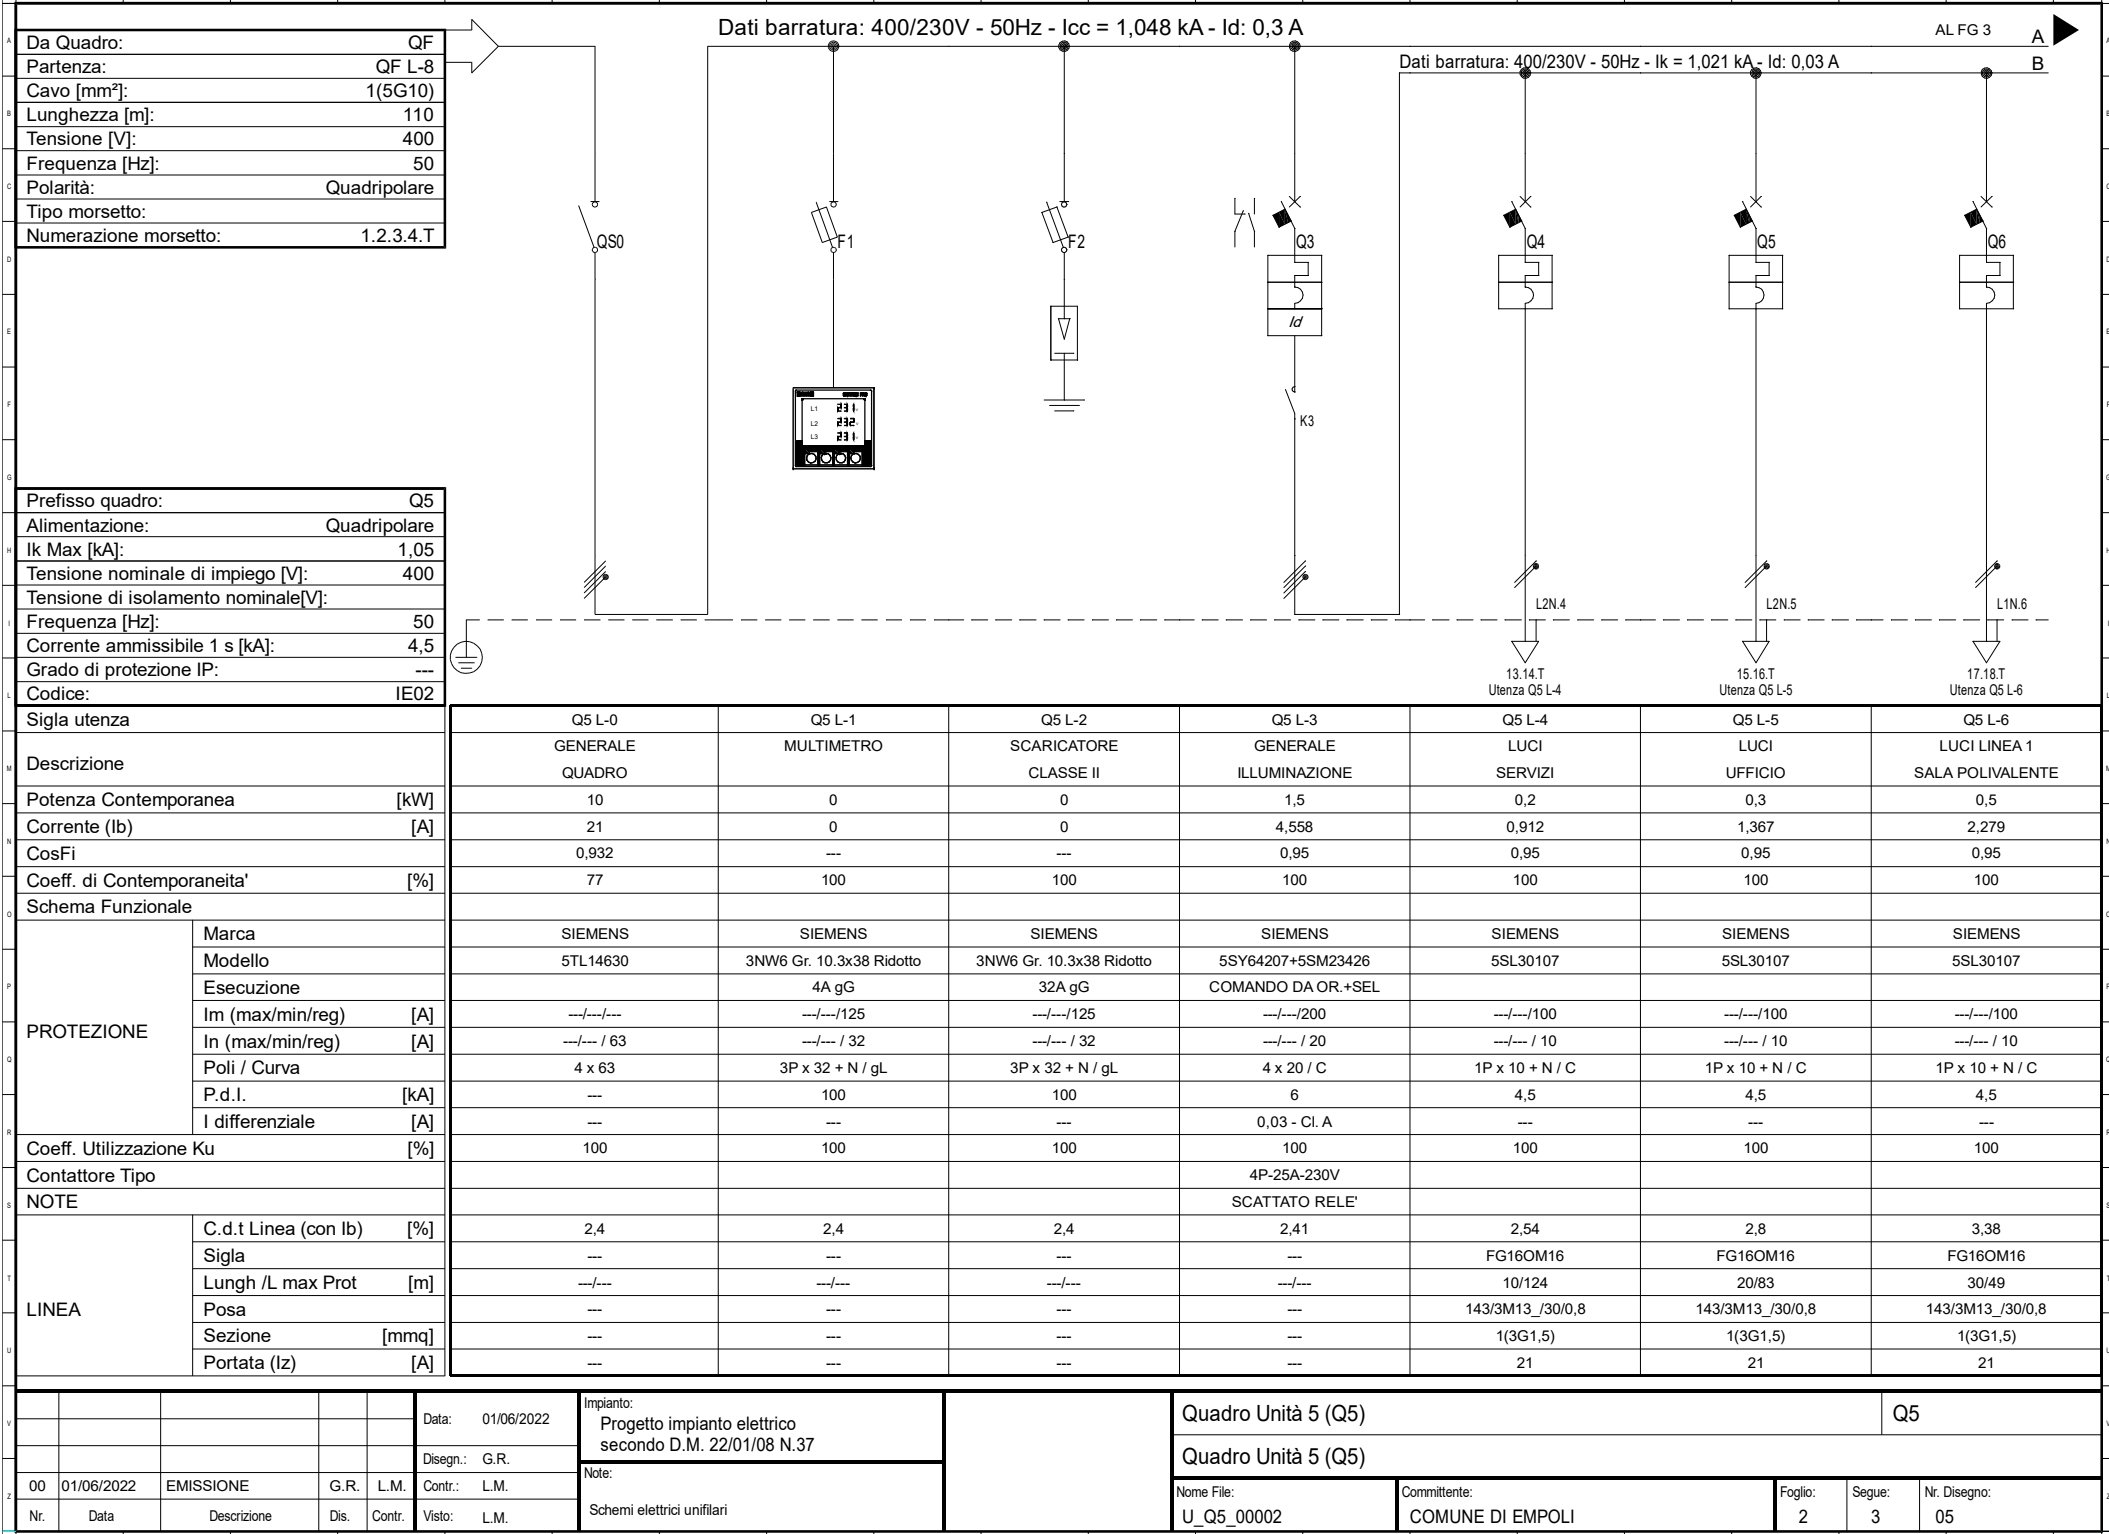 Dati barratura: 400/230V - 50Hz - Icc = 1,048 kA - Id: 0,3 A
AL FG 3 A
Dati barratura: 400/230V - 50Hz - Ik = 1,021 kA - Id: 0,03 A B
Da Quadro: QF
Partenza: QF L-8
Cavo [mm²]: 1(5G10)
Lunghezza [m]: 110
Tensione [V]: 400
Frequenza [Hz]: 50
Polarità: Quadripolare
Tipo morsetto:
Numerazione morsetto: 1.2.3.4.T
QS0 F1 F2 Q3 Q4 Q5 Q6
Id
L1 231
L2 232
L3 231
K3
Prefisso quadro: Q5
Alimentazione: Quadripolare
Ik Max [kA]: 1,05
Tensione nominale di impiego [V]: 400
Tensione di isolamento nominale[V]:
Frequenza [Hz]: 50
Corrente ammissibile 1 s [kA]: 4,5
Grado di protezione IP: ---
Codice: IE02
L2N.4 L2N.5 L1N.6
13.14.T 15.16.T 17.18.T
Utenza Q5 L-4 Utenza Q5 L-5 Utenza Q5 L-6
Sigla utenza Q5 L-0 Q5 L-1 Q5 L-2 Q5 L-3 Q5 L-4 Q5 L-5 Q5 L-6
Descrizione
GENERALE MULTIMETRO SCARICATORE GENERALE LUCI LUCI LUCI LINEA 1
QUADRO CLASSE II ILLUMINAZIONE SERVIZI UFFICIO SALA POLIVALENTE
Potenza Contemporanea [kW] 10 0 0 1,5 0,2 0,3 0,5
Corrente (Ib) [A] 21 0 0 4,558 0,912 1,367 2,279
CosFi 0,932 --- --- 0,95 0,95 0,95 0,95
Coeff. di Contemporaneita' [%] 77 100 100 100 100 100 100
Schema Funzionale
PROTEZIONE
Marca SIEMENS SIEMENS SIEMENS SIEMENS SIEMENS SIEMENS SIEMENS
Modello 5TL14630 3NW6 Gr. 10.3x38 Ridotto 3NW6 Gr. 10.3x38 Ridotto 5SY64207+5SM23426 5SL30107 5SL30107 5SL30107
Esecuzione 4A gG 32A gG COMANDO DA OR.+SEL
Im (max/min/reg) [A] ---/---/--- ---/---/125 ---/---/125 ---/---/200 ---/---/100 ---/---/100 ---/---/100
In (max/min/reg) [A] ---/--- / 63 ---/--- / 32 ---/--- / 32 ---/--- / 20 ---/--- / 10 ---/--- / 10 ---/--- / 10
Poli / Curva 4 x 63 3P x 32 + N / gL 3P x 32 + N / gL 4 x 20 / C 1P x 10 + N / C 1P x 10 + N / C 1P x 10 + N / C
P.d.I. [kA] --- 100 100 6 4,5 4,5 4,5
I differenziale [A] --- --- --- 0,03 - Cl. A --- --- ---
Coeff. Utilizzazione Ku [%] 100 100 100 100 100 100 100
Contattore Tipo 4P-25A-230V
NOTE SCATTATO RELE'
LINEA
C.d.t Linea (con Ib) [%] 2,4 2,4 2,4 2,41 2,54 2,8 3,38
Sigla --- --- --- --- FG16OM16 FG16OM16 FG16OM16
Lungh /L max Prot [m] ---/--- ---/--- ---/--- ---/--- 10/124 20/83 30/49
Posa --- --- --- --- 143/3M13_/30/0,8 143/3M13_/30/0,8 143/3M13_/30/0,8
Sezione [mmq] --- --- --- --- 1(3G1,5) 1(3G1,5) 1(3G1,5)
Portata (Iz) [A] --- --- --- --- 21 21 21
00 01/06/2022 EMISSIONE G.R. L.M.
Nr. Data Descrizione Dis. Contr.
Data: 01/06/2022
Disegn.: G.R.
Contr.: L.M.
Visto: L.M.
Impianto:
Progetto impianto elettrico
secondo D.M. 22/01/08 N.37
Note:
Schemi elettrici unifilari
Quadro Unità 5 (Q5) Q5
Quadro Unità 5 (Q5)
Nome File: Committente: Foglio: Segue: Nr. Disegno:
U_Q5_00002 COMUNE DI EMPOLI 2 3 05